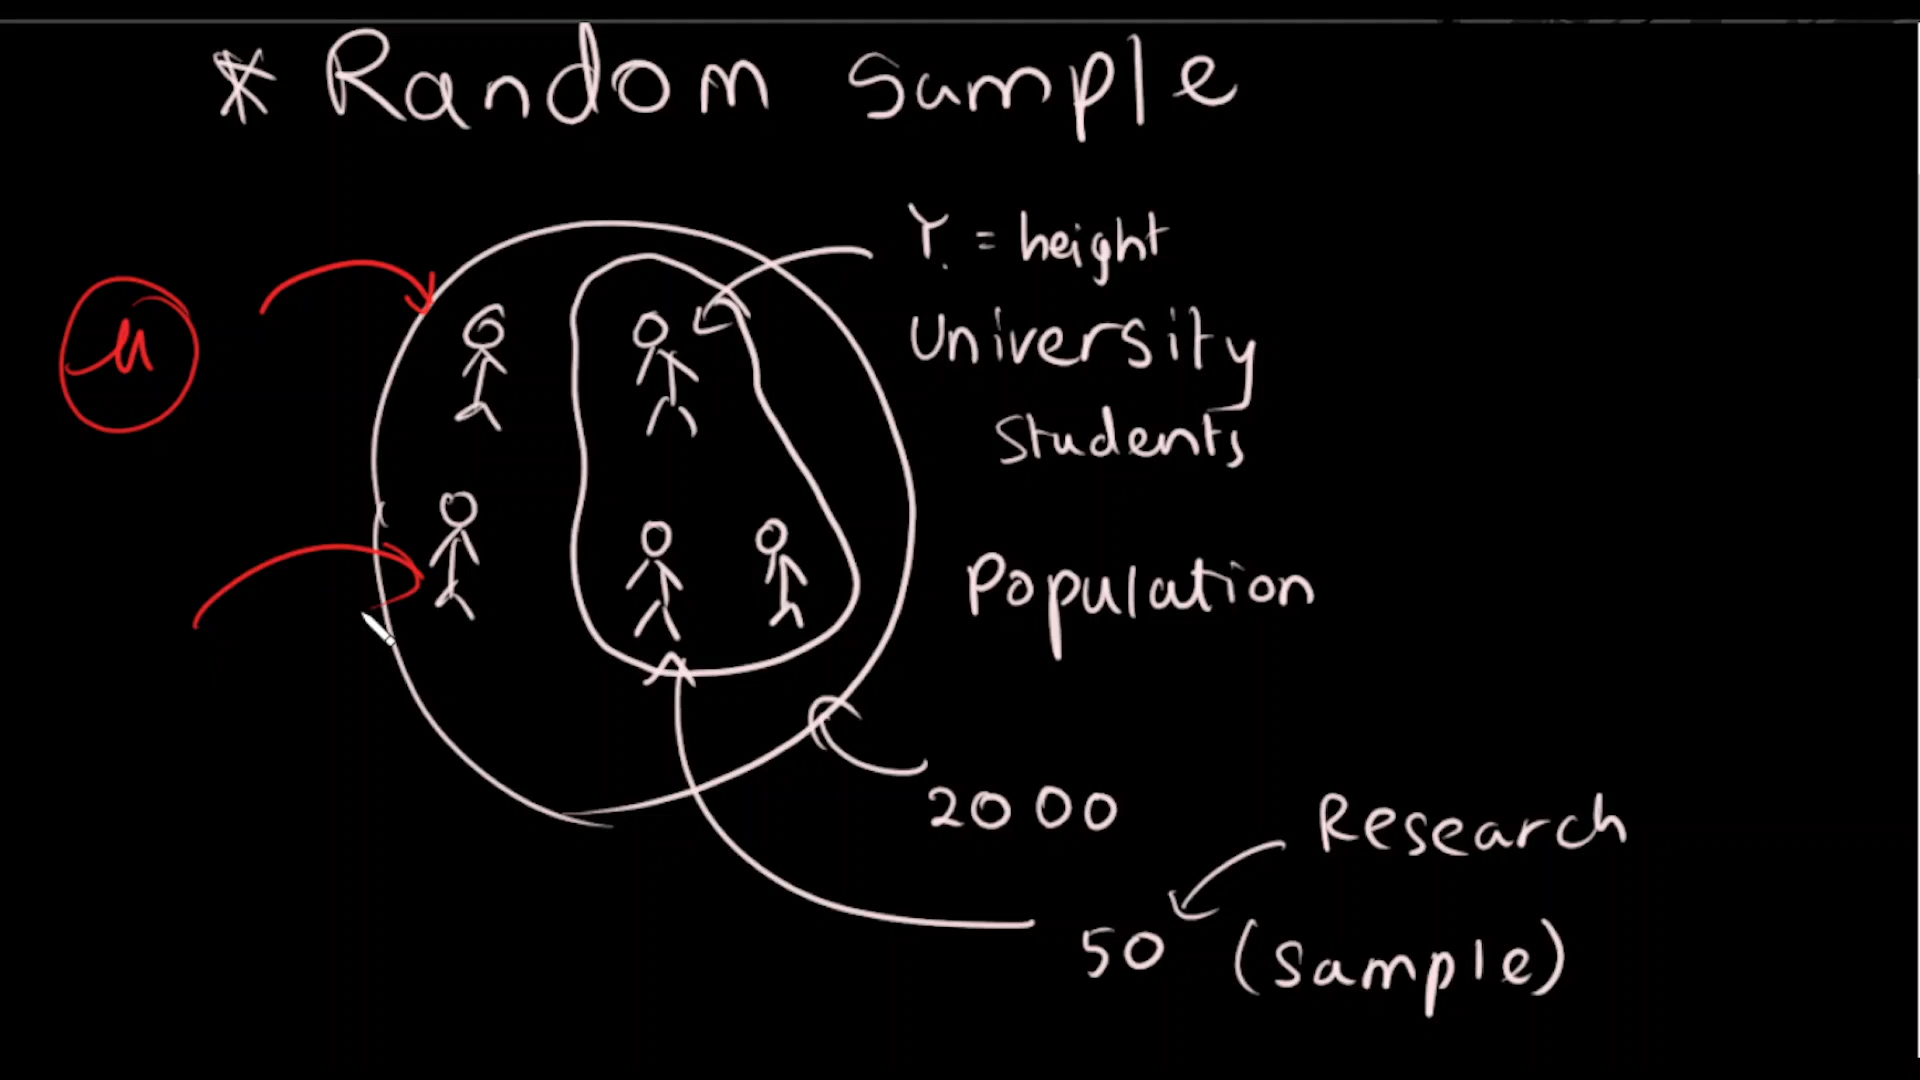 * Random Sample
Y = height
University
Students
μ
Population
2000
Research
50 (Sample)